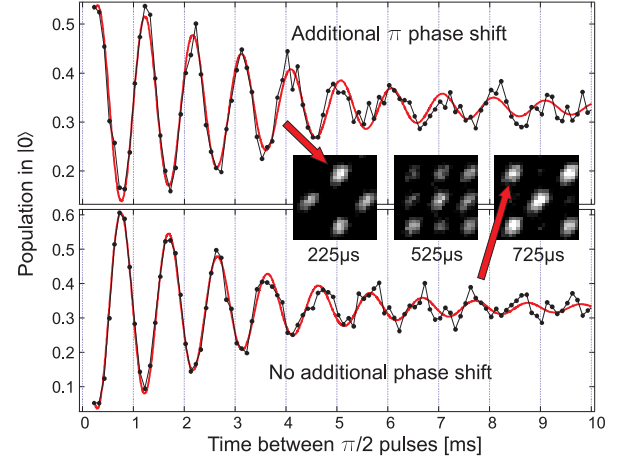 Population in |0⟩
0.5
0.4
0.3
0.2
Additional π phase shift
225μs
525μs
725μs
0.6
0.5
0.4
0.3
0.2
0.1
No additional phase shift
0 1 2 3 4 5 6 7 8 9 10
Time between π/2 pulses [ms]